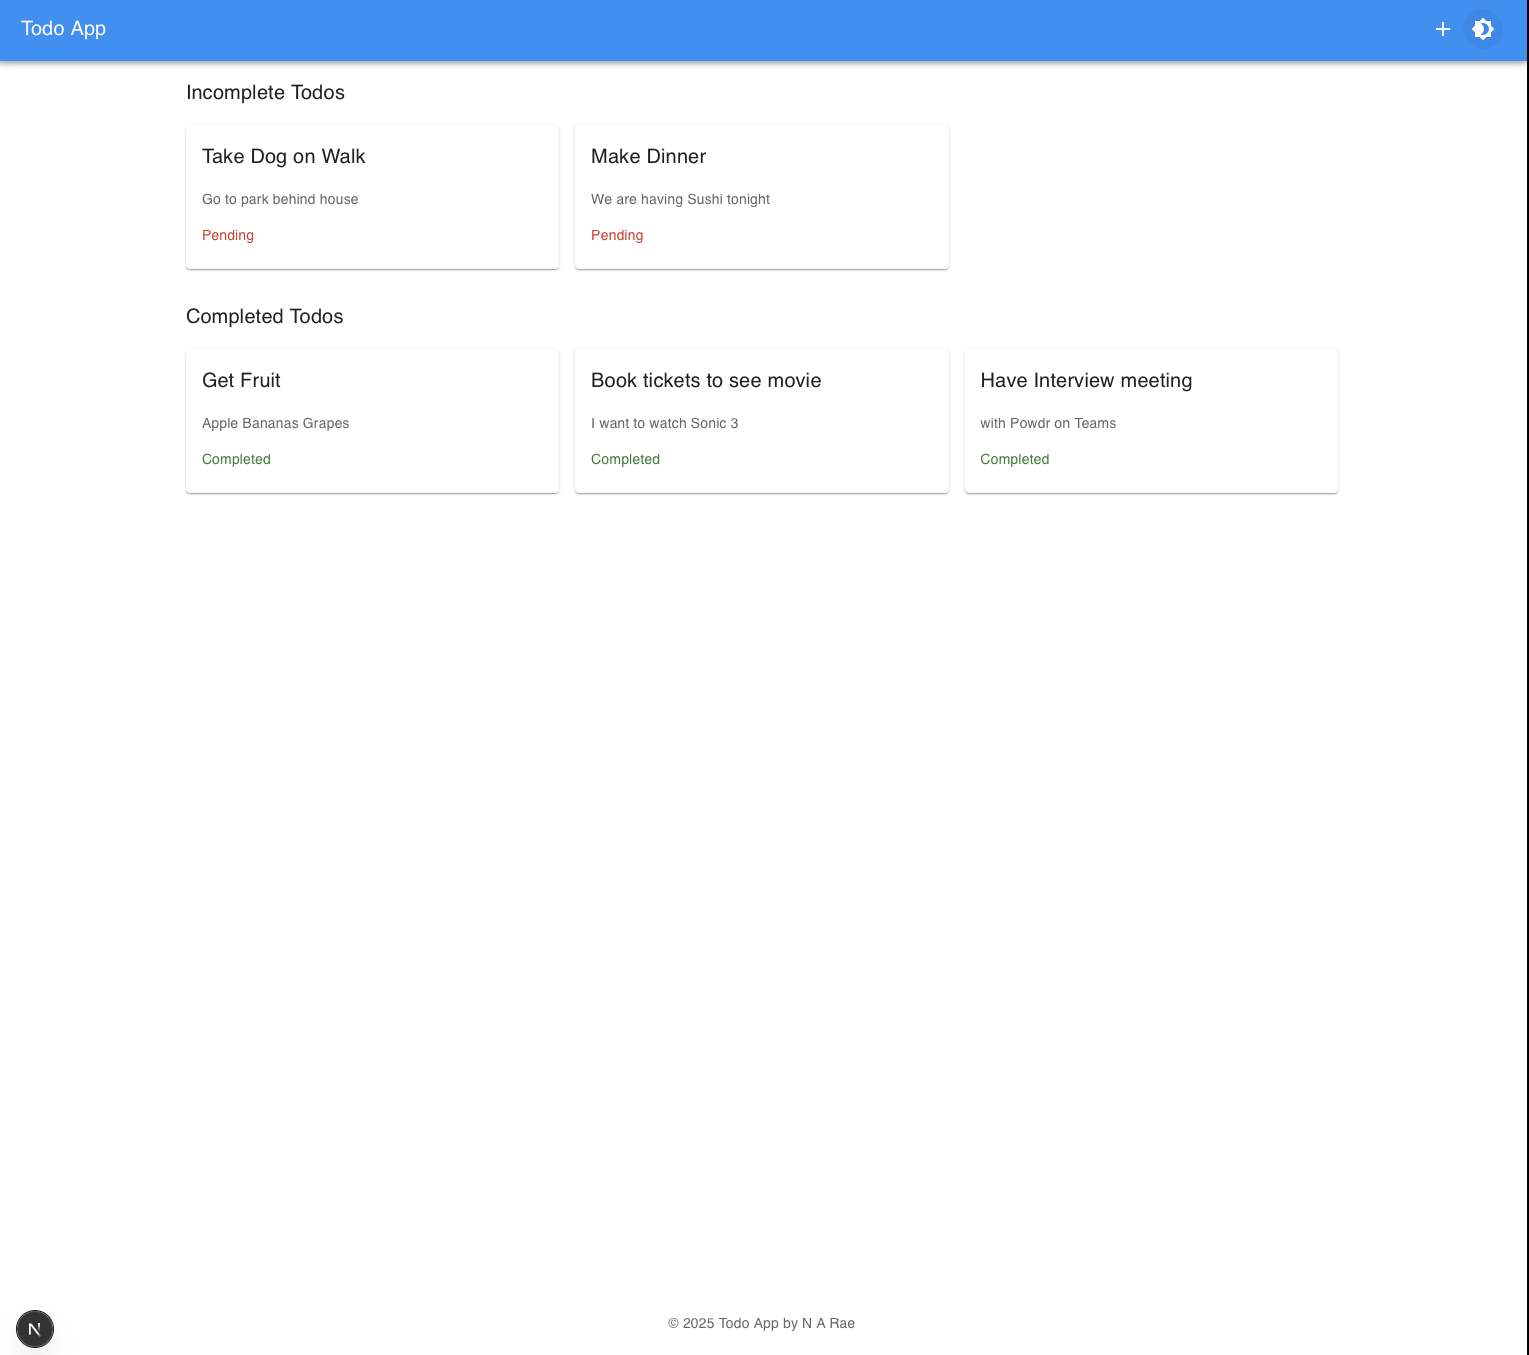 Todo App
Incomplete Todos
Take Dog on Walk
Go to park behind house
Pending
Make Dinner
We are having Sushi tonight
Pending
Completed Todos
Get Fruit
Apple Bananas Grapes
Completed
Book tickets to see movie
I want to watch Sonic 3
Completed
Have Interview meeting
with Powdr on Teams
Completed
N
© 2025 Todo App by N A Rae